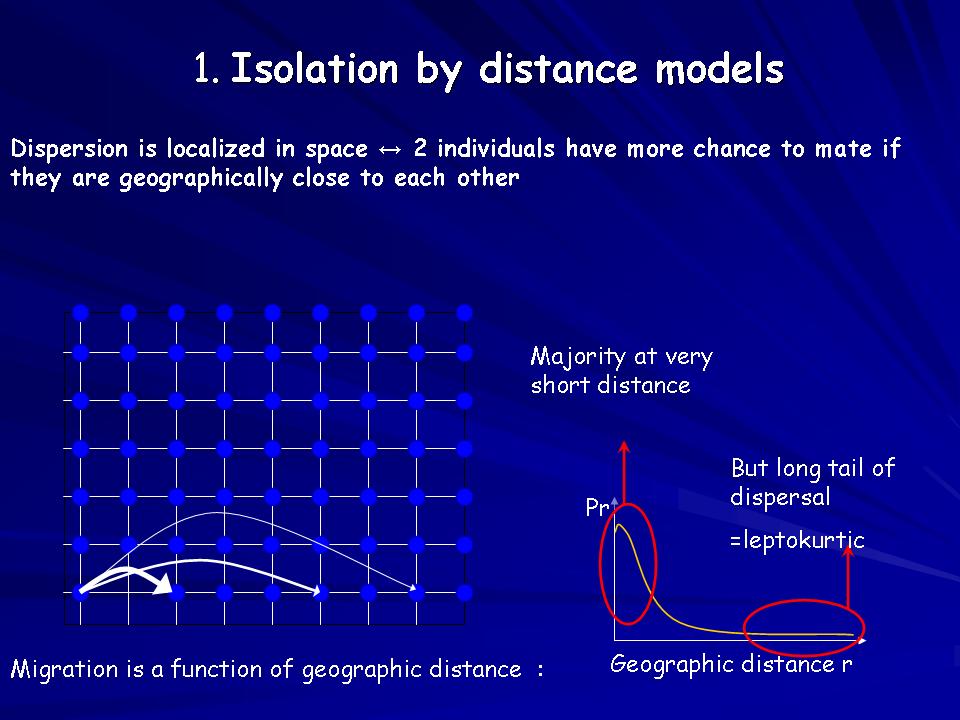 1. Isolation by distance models
Dispersion is localized in space ↔ 2 individuals have more chance to mate if
they are geographically close to each other
Majority at very
short distance
But long tail of
dispersal
=leptokurtic
Pr
Geographic distance r
Migration is a function of geographic distance :